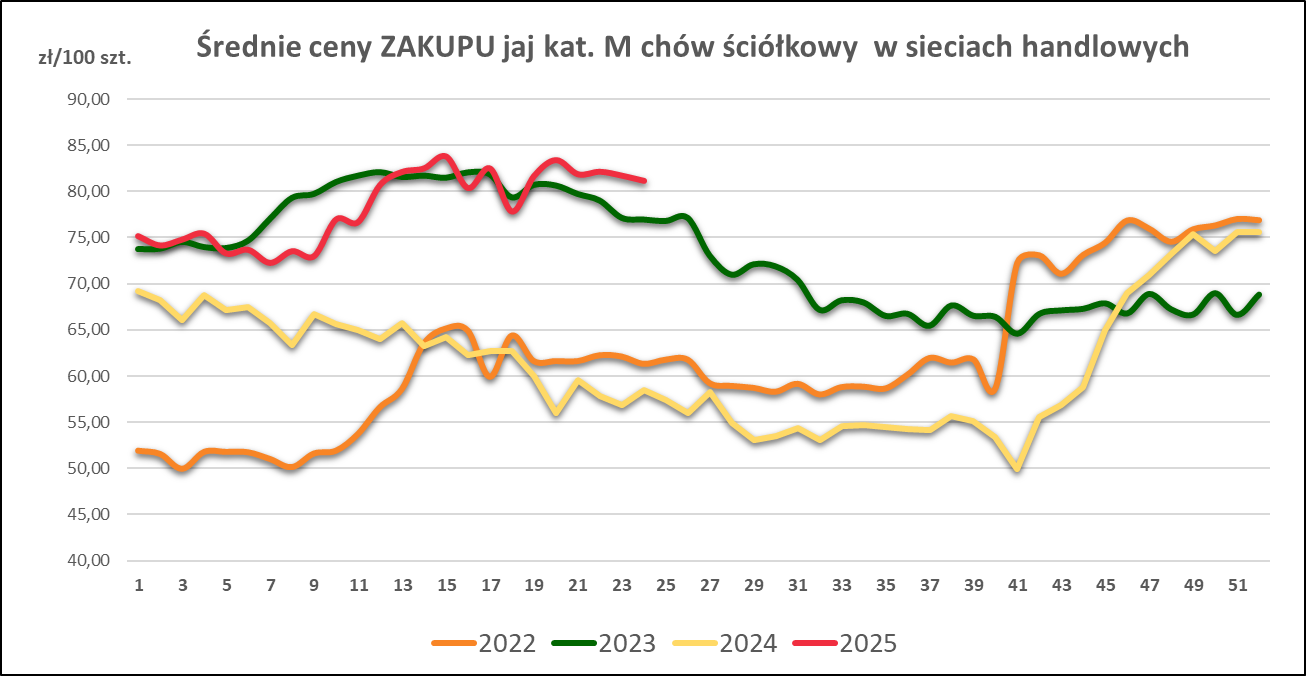 Średnie ceny ZAKUPU jaj kat. M chów ściółkowy  w sieciach handlowych
zł/100 szt.
90,00
85,00
80,00
75,00
70,00
65,00
60,00
55,00
50,00
45,00
40,00
1 3 5 7 9 11 13 15 17 19 21 23 25 27 29 31 33 35 37 39 41 43 45 47 49 51
2022 2023 2024 2025